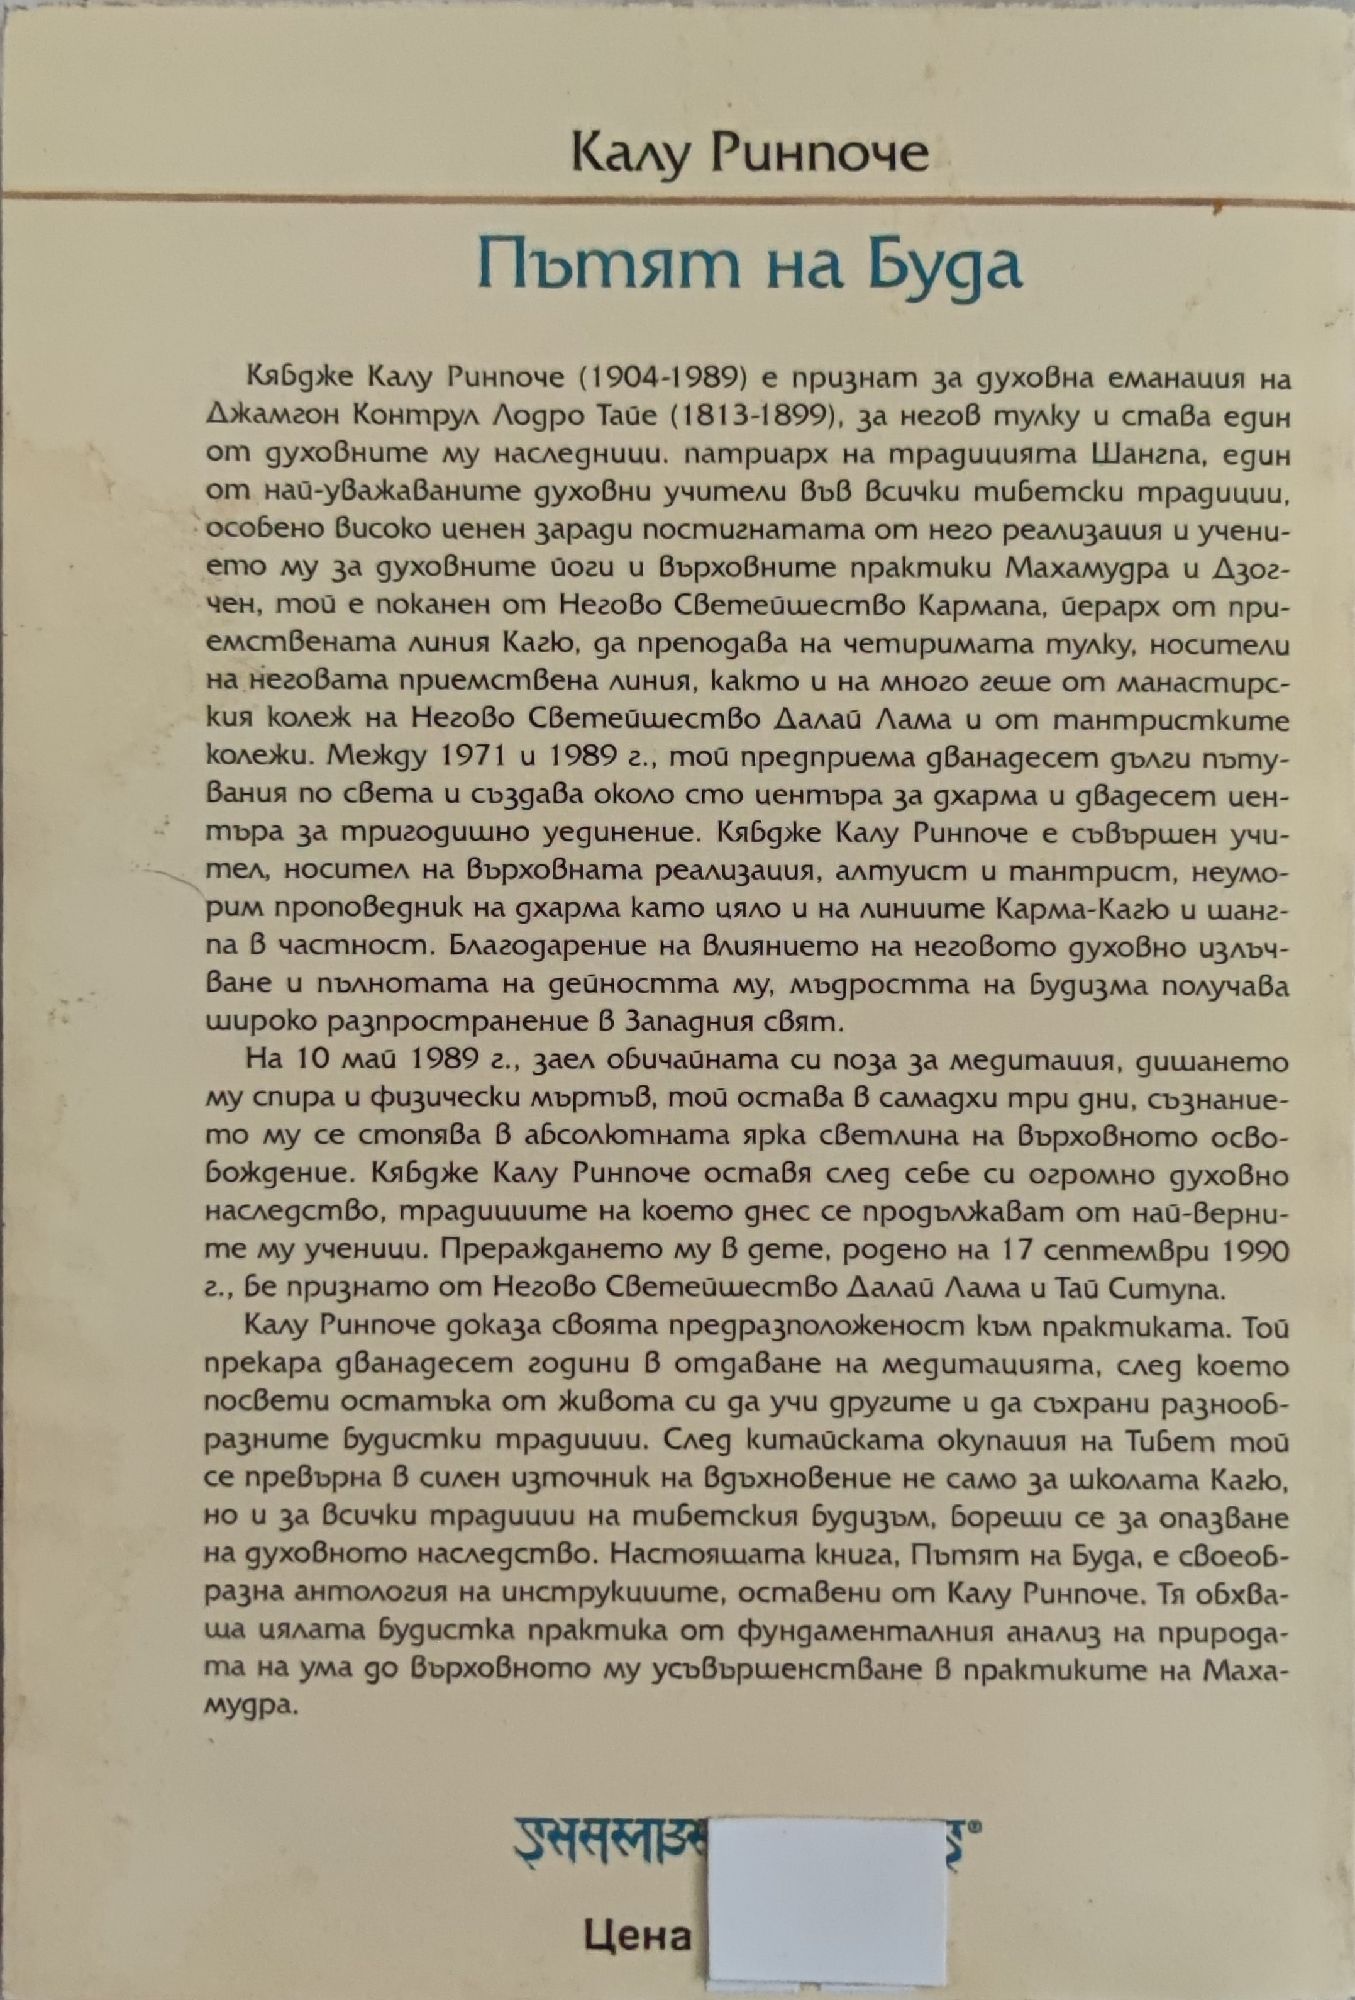 Калу Ринпоче
Пътят на Буда
Кябдже Калу Ринпоче (1904-1989) е признат за духовна еманация на
Джамгон Контрул Лодро Тайе (1813-1899), за негов тулку и става един
от духовните му наследници. патриарх на традицията Шангпа, един
от най-уважаваните духовни учители във всички тибетски традиции,
особено високо ценен заради постигнатата от него реализация и учени-
ето му за духовните йоги и върховните практики Махамудра и Дзог-
чен, той е поканен от Негово Светейшество Кармапа, йерарх от при-
емствената линия Кагю, да преподава на четиримата тулку, носители
на неговата приемствена линия, както и на много геше от манастирс-
кия колеж на Негово Светейшество Далай Лама и от тантристките
колежи. Между 1971 и 1989 г., той предприема дванадесет дълги пъту-
вания по света и създава около сто центъра за дхарма и двадесет цен-
търа за тригодишно уединение. Кябдже Калу Ринпоче е съвършен учи-
тел, носител на върховната реализация, алтуист и тантрист, неумо-
рим проповедник на дхарма като цяло и на линиите Карма-Кагю и шанг-
па в частност. Благодарение на влиянието на неговото духовно излъч-
ване и пълнотата на дейността му, мъдростта на будизма получава
широко разпространение в Западния свят.
На 10 май 1989 г., заел обичайната си поза за медитация, дишането
му спира и физически мъртъв, той остава в самадхи три дни, съзнание-
то му се стопява в абсолютната ярка светлина на върховното осво-
бождение. Кябдже Калу Ринпоче оставя след себе си огромно духовно
наследство, традициите на което днес се продължават от най-верни-
те му ученици. Прераждането му в дете, родено на 17 септември 1990
г., бе признато от Негово Светейшество Далай Лама и Тай Ситупа.
Калу Ринпоче доказа своята предразположеност към практиката. Той
прекара дванадесет години в отдаване на медитацията, след което
посвети остатъка от живота си да учи другите и да съхрани разнооб-
разните будистки традиции. След китайската окупация на Тибет той
се превърна в силен източник на вдъхновение не само за школата Кагю,
но и за всички традиции на тибетския будизъм, борещи се за опазване
на духовното наследство. Настоящата книга, Пътят на Буда, е своеоб-
разна антология на инструкциите, оставени от Калу Ринпоче. Тя обхва-
ща цялата будистка практика от фундаменталния анализ на природа-
та на ума до върховното му усъвършенстване в практиките на Маха-
мудра.
Цена